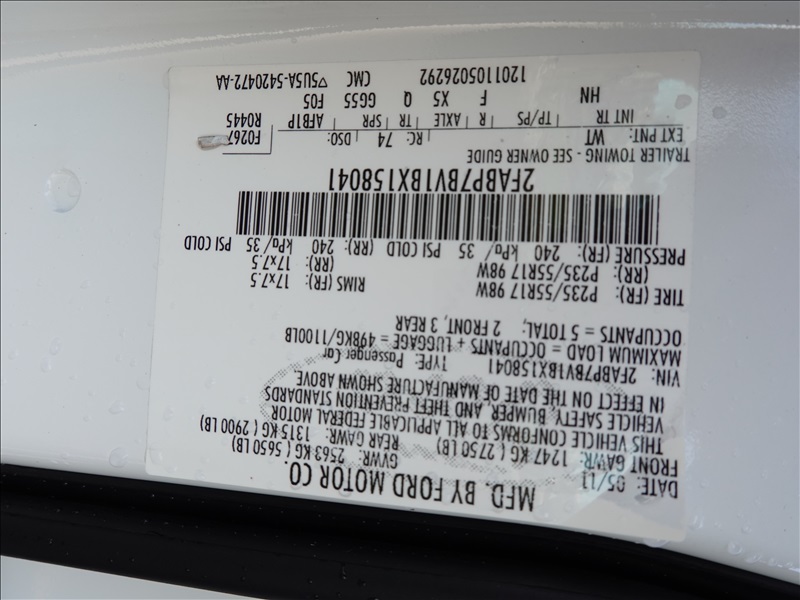 MFD. BY FORD MOTOR CO.
DATE: 05/11 GVWR: 2563 KG ( 5650 LB)
FRONT GAWR: 1247 KG ( 2750 LB) REAR GAWR: 1315 KG ( 2900 LB)
THIS VEHICLE CONFORMS TO ALL APPLICABLE FEDERAL MOTOR
VEHICLE SAFETY, BUMPER, AND THEFT PREVENTION STANDARDS
IN EFFECT ON THE DATE OF MANUFACTURE SHOWN ABOVE.
VIN: 2FABP7BV1BX158041 TYPE: Passenger Car
MAXIMUM LOAD = OCCUPANTS + LUGGAGE = 498KG/1100LB
OCCUPANTS = 5 TOTAL; 2 FRONT, 3 REAR
TIRE (FR): P235/55R17 98W RIMS (FR): 17x7.5
(RR): P235/55R17 98W (RR): 17x7.5
PRESSURE (FR): 240 kPa/ 35 PSI COLD (RR): 240 kPa/ 35 PSI COLD
2FABP7BV1BX158041
TRAILER TOWING - SEE OWNER GUIDE
EXT PNT: WT RC: 74 DSO: F0267
INT TR TP/PS R AXLE TR SPR AFB1P R0445
HN F X5 Q GG55 F05
1201105026292 CMC ▽5U5A-5420472-AA